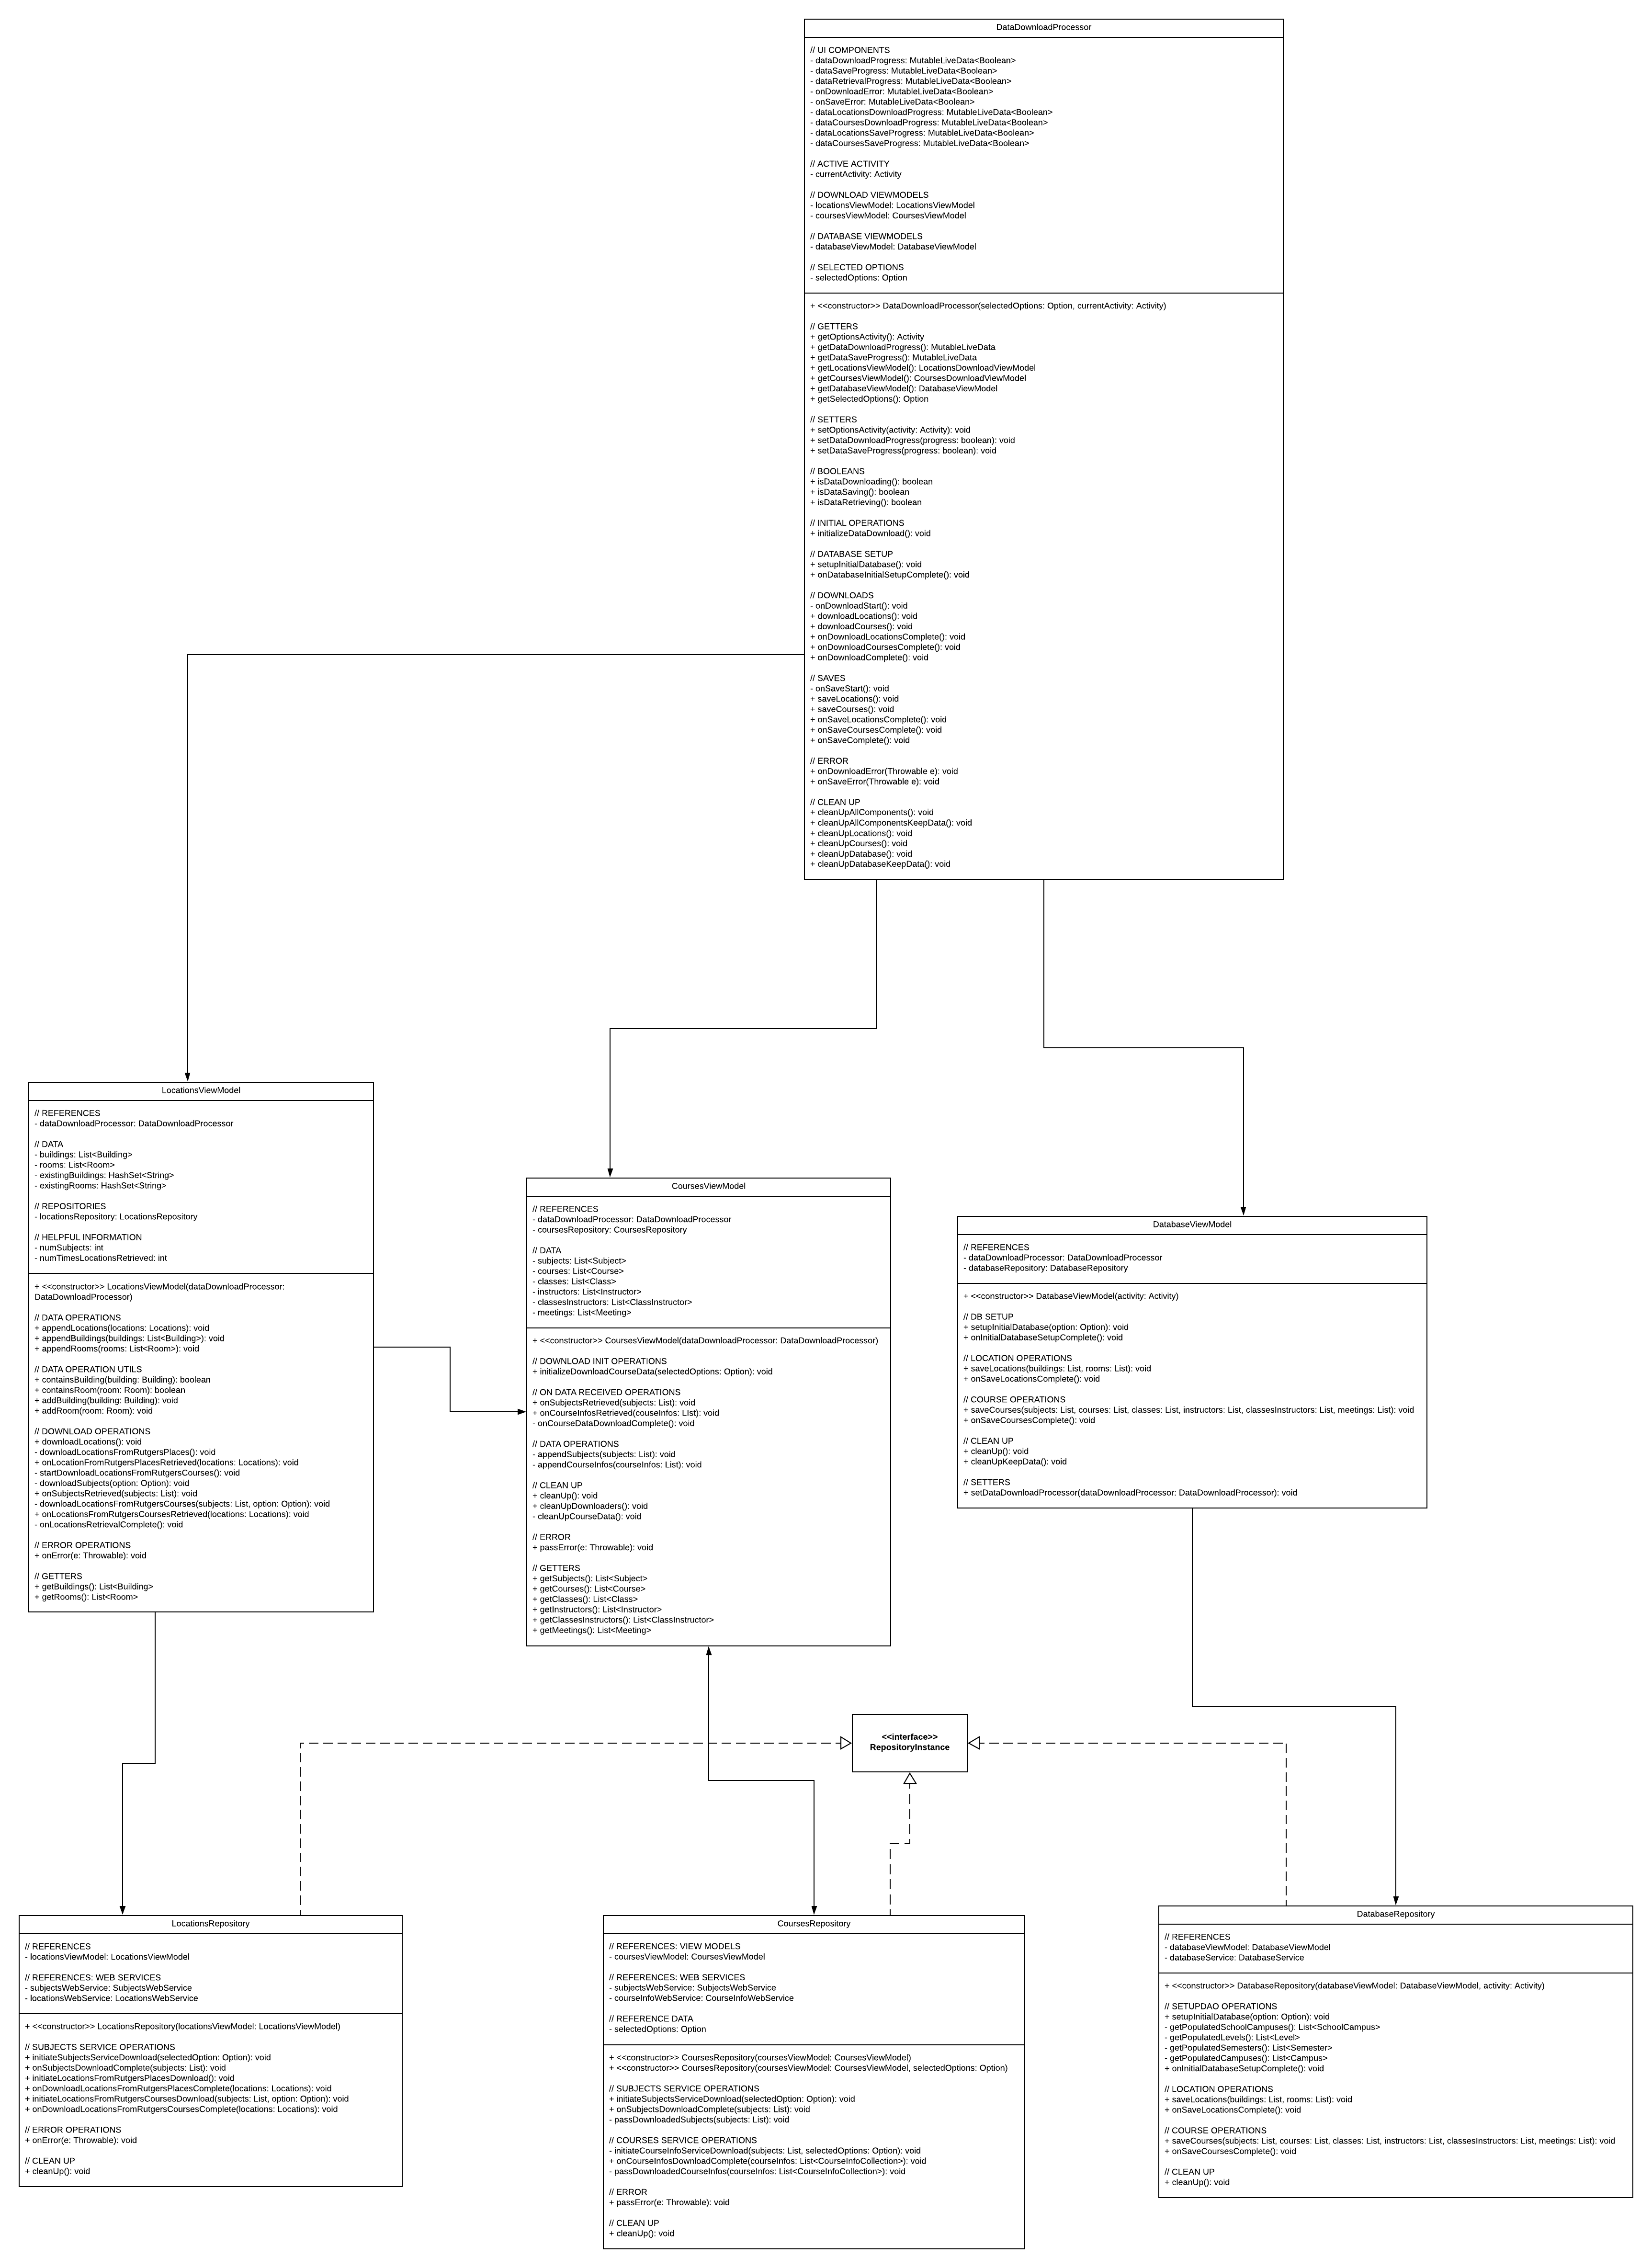 DataDownloadProcessor
// UI COMPONENTS
- dataDownloadProgress: MutableLiveData<Boolean>
- dataSaveProgress: MutableLiveData<Boolean>
- dataRetrievalProgress: MutableLiveData<Boolean>
- onDownloadError: MutableLiveData<Boolean>
- onSaveError: MutableLiveData<Boolean>
- dataLocationsDownloadProgress: MutableLiveData<Boolean>
- dataCoursesDownloadProgress: MutableLiveData<Boolean>
- dataLocationsSaveProgress: MutableLiveData<Boolean>
- dataCoursesSaveProgress: MutableLiveData<Boolean>
// ACTIVE ACTIVITY
- currentActivity: Activity
// DOWNLOAD VIEWMODELS
- locationsViewModel: LocationsViewModel
- coursesViewModel: CoursesViewModel
// DATABASE VIEWMODELS
- databaseViewModel: DatabaseViewModel
// SELECTED OPTIONS
- selectedOptions: Option
+ <<constructor>> DataDownloadProcessor(selectedOptions: Option, currentActivity: Activity)
// GETTERS
+ getOptionsActivity(): Activity
+ getDataDownloadProgress(): MutableLiveData
+ getDataSaveProgress(): MutableLiveData
+ getLocationsViewModel(): LocationsDownloadViewModel
+ getCoursesViewModel(): CoursesDownloadViewModel
+ getDatabaseViewModel(): DatabaseViewModel
+ getSelectedOptions(): Option
// SETTERS
+ setOptionsActivity(activity: Activity): void
+ setDataDownloadProgress(progress: boolean): void
+ setDataSaveProgress(progress: boolean): void
// BOOLEANS
+ isDataDownloading(): boolean
+ isDataSaving(): boolean
+ isDataRetrieving(): boolean
// INITIAL OPERATIONS
+ initializeDataDownload(): void
// DATABASE SETUP
+ setupInitialDatabase(): void
+ onDatabaseInitialSetupComplete(): void
// DOWNLOADS
- onDownloadStart(): void
+ downloadLocations(): void
+ downloadCourses(): void
+ onDownloadLocationsComplete(): void
+ onDownloadCoursesComplete(): void
+ onDownloadComplete(): void
// SAVES
- onSaveStart(): void
+ saveLocations(): void
+ saveCourses(): void
+ onSaveLocationsComplete(): void
+ onSaveCoursesComplete(): void
+ onSaveComplete(): void
// ERROR
+ onDownloadError(Throwable e): void
+ onSaveError(Throwable e): void
// CLEAN UP
+ cleanUpAllComponents(): void
+ cleanUpAllComponentsKeepData(): void
+ cleanUpLocations(): void
+ cleanUpCourses(): void
+ cleanUpDatabase(): void
+ cleanUpDatabaseKeepData(): void
LocationsViewModel
// REFERENCES
- dataDownloadProcessor: DataDownloadProcessor
// DATA
- buildings: List<Building>
- rooms: List<Room>
- existingBuildings: HashSet<String>
- existingRooms: HashSet<String>
// REPOSITORIES
- locationsRepository: LocationsRepository
// HELPFUL INFORMATION
- numSubjects: int
- numTimesLocationsRetrieved: int
+ <<constructor>> LocationsViewModel(dataDownloadProcessor:
DataDownloadProcessor)
// DATA OPERATIONS
+ appendLocations(locations: Locations): void
+ appendBuildings(buildings: List<Building>): void
+ appendRooms(rooms: List<Room>): void
// DATA OPERATION UTILS
+ containsBuilding(building: Building): boolean
+ containsRoom(room: Room): boolean
+ addBuilding(building: Building): void
+ addRoom(room: Room): void
// DOWNLOAD OPERATIONS
+ downloadLocations(): void
- downloadLocationsFromRutgersPlaces(): void
+ onLocationFromRutgersPlacesRetrieved(locations: Locations): void
- startDownloadLocationsFromRutgersCourses(): void
- downloadSubjects(option: Option): void
+ onSubjectsRetrieved(subjects: List): void
- downloadLocationsFromRutgersCourses(subjects: List, option: Option): void
+ onLocationsFromRutgersCoursesRetrieved(locations: Locations): void
- onLocationsRetrievalComplete(): void
// ERROR OPERATIONS
+ onError(e: Throwable): void
// GETTERS
+ getBuildings(): List<Building>
+ getRooms(): List<Room>
CoursesViewModel
// REFERENCES
- dataDownloadProcessor: DataDownloadProcessor
- coursesRepository: CoursesRepository
// DATA
- subjects: List<Subject>
- courses: List<Course>
- classes: List<Class>
- instructors: List<Instructor>
- classesInstructors: List<ClassInstructor>
- meetings: List<Meeting>
+ <<constructor>> CoursesViewModel(dataDownloadProcessor: DataDownloadProcessor)
// DOWNLOAD INIT OPERATIONS
+ initializeDownloadCourseData(selectedOptions: Option): void
// ON DATA RECEIVED OPERATIONS
+ onSubjectsRetrieved(subjects: List): void
+ onCourseInfosRetrieved(couseInfos: LIst): void
- onCourseDataDownloadComplete(): void
// DATA OPERATIONS
- appendSubjects(subjects: List): void
- appendCourseInfos(courseInfos: List): void
// CLEAN UP
+ cleanUp(): void
+ cleanUpDownloaders(): void
- cleanUpCourseData(): void
// ERROR
+ passError(e: Throwable): void
// GETTERS
+ getSubjects(): List<Subject>
+ getCourses(): List<Course>
+ getClasses(): List<Class>
+ getInstructors(): List<Instructor>
+ getClassesInstructors(): List<ClassInstructor>
+ getMeetings(): List<Meeting>
DatabaseViewModel
// REFERENCES
- dataDownloadProcessor: DataDownloadProcessor
- databaseRepository: DatabaseRepository
+ <<constructor>> DatabaseViewModel(activity: Activity)
// DB SETUP
+ setupInitialDatabase(option: Option): void
+ onInitialDatabaseSetupComplete(): void
// LOCATION OPERATIONS
+ saveLocations(buildings: List, rooms: List): void
+ onSaveLocationsComplete(): void
// COURSE OPERATIONS
+ saveCourses(subjects: List, courses: List, classes: List, instructors: List, classesInstructors: List, meetings: List): void
+ onSaveCoursesComplete(): void
// CLEAN UP
+ cleanUp(): void
+ cleanUpKeepData(): void
// SETTERS
+ setDataDownloadProcessor(dataDownloadProcessor: DataDownloadProcessor): void
<<interface>>
RepositoryInstance
LocationsRepository
// REFERENCES
- locationsViewModel: LocationsViewModel
// REFERENCES: WEB SERVICES
- subjectsWebService: SubjectsWebService
- locationsWebService: LocationsWebService
+ <<constructor>> LocationsRepository(locationsViewModel: LocationsViewModel)
// SUBJECTS SERVICE OPERATIONS
+ initiateSubjectsServiceDownload(selectedOption: Option): void
+ onSubjectsDownloadComplete(subjects: List): void
+ initiateLocationsFromRutgersPlacesDownload(): void
+ onDownloadLocationsFromRutgersPlacesComplete(locations: Locations): void
+ initiateLocationsFromRutgersCoursesDownload(subjects: List, option: Option): void
+ onDownloadLocationsFromRutgersCoursesComplete(locations: Locations): void
// ERROR OPERATIONS
+ onError(e: Throwable): void
// CLEAN UP
+ cleanUp(): void
CoursesRepository
// REFERENCES: VIEW MODELS
- coursesViewModel: CoursesViewModel
// REFERENCES: WEB SERVICES
- subjectsWebService: SubjectsWebService
- courseInfoWebService: CourseInfoWebService
// REFERENCE DATA
- selectedOptions: Option
+ <<constructor>> CoursesRepository(coursesViewModel: CoursesViewModel)
+ <<constructor>> CoursesRepository(coursesViewModel: CoursesViewModel, selectedOptions: Option)
// SUBJECTS SERVICE OPERATIONS
+ initiateSubjectsServiceDownload(selectedOption: Option): void
+ onSubjectsDownloadComplete(subjects: List): void
- passDownloadedSubjects(subjects: List): void
// COURSES SERVICE OPERATIONS
- initiateCourseInfoServiceDownload(subjects: List, selectedOptions: Option): void
+ onCourseInfosDownloadComplete(courseInfos: List<CourseInfoCollection>): void
- passDownloadedCourseInfos(courseInfos: List<CourseInfoCollection>): void
// ERROR
+ passError(e: Throwable): void
// CLEAN UP
+ cleanUp(): void
DatabaseRepository
// REFERENCES
- databaseViewModel: DatabaseViewModel
- databaseService: DatabaseService
+ <<constructor>> DatabaseRepository(databaseViewModel: DatabaseViewModel, activity: Activity)
// SETUPDAO OPERATIONS
+ setupInitialDatabase(option: Option): void
- getPopulatedSchoolCampuses(): List<SchoolCampus>
- getPopulatedLevels(): List<Level>
- getPopulatedSemesters(): List<Semester>
- getPopulatedCampuses(): List<Campus>
+ onInitialDatabaseSetupComplete(): void
// LOCATION OPERATIONS
+ saveLocations(buildings: List, rooms: List): void
+ onSaveLocationsComplete(): void
// COURSE OPERATIONS
+ saveCourses(subjects: List, courses: List, classes: List, instructors: List, classesInstructors: List, meetings: List): void
+ onSaveCoursesComplete(): void
// CLEAN UP
+ cleanUp(): void